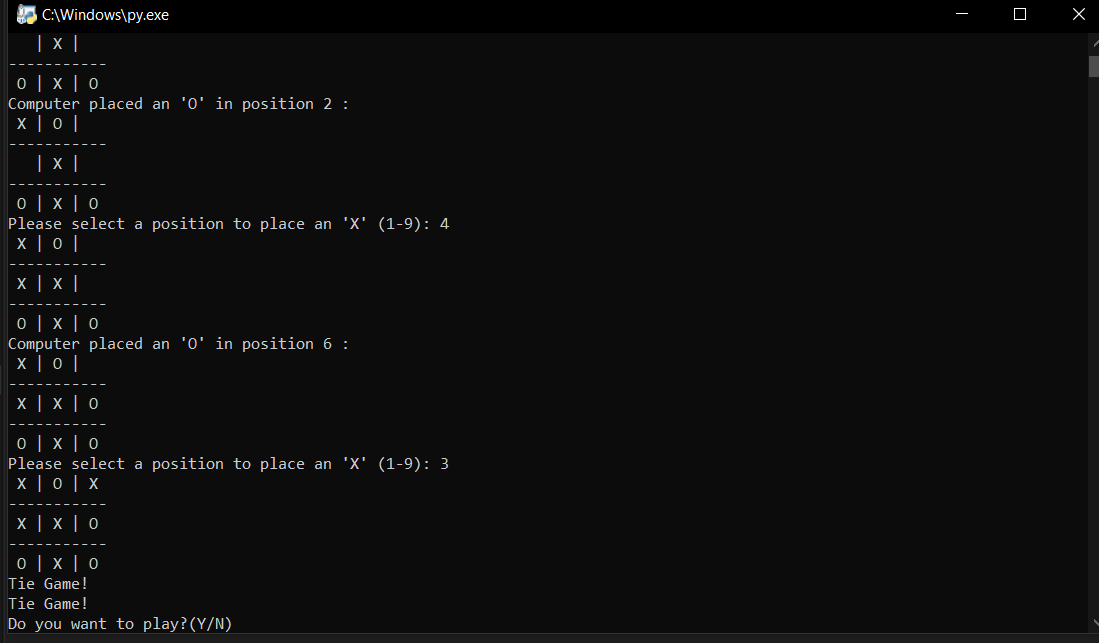 C:\Windows\py.exe
   | X |
-----------
 O | X | O
Computer placed an 'O' in position 2 :
 X | O |
-----------
   | X |
-----------
 O | X | O
Please select a position to place an 'X' (1-9): 4
 X | O |
-----------
 X | X |
-----------
 O | X | O
Computer placed an 'O' in position 6 :
 X | O |
-----------
 X | X | O
-----------
 O | X | O
Please select a position to place an 'X' (1-9): 3
 X | O | X
-----------
 X | X | O
-----------
 O | X | O
Tie Game!
Tie Game!
Do you want to play?(Y/N)